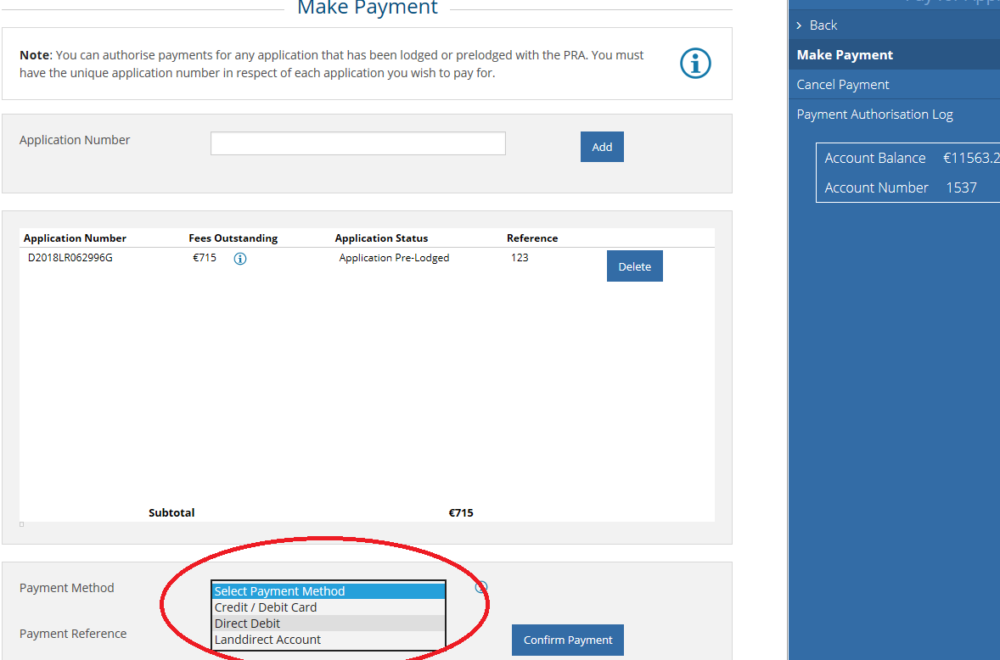 Make Payment
Note: You can authorise payments for any application that has been lodged or prelodged with the PRA. You must
have the unique application number in respect of each application you wish to pay for.
Application Number
Add
Application Number Fees Outstanding Application Status Reference
D2018LR062996G €715 Application Pre-Lodged 123
Delete
Subtotal €715
Payment Method
Select Payment Method
Credit / Debit Card
Direct Debit
Landdirect Account
Payment Reference
Confirm Payment
> Back
Make Payment
Cancel Payment
Payment Authorisation Log
Account Balance €11563.2
Account Number 1537